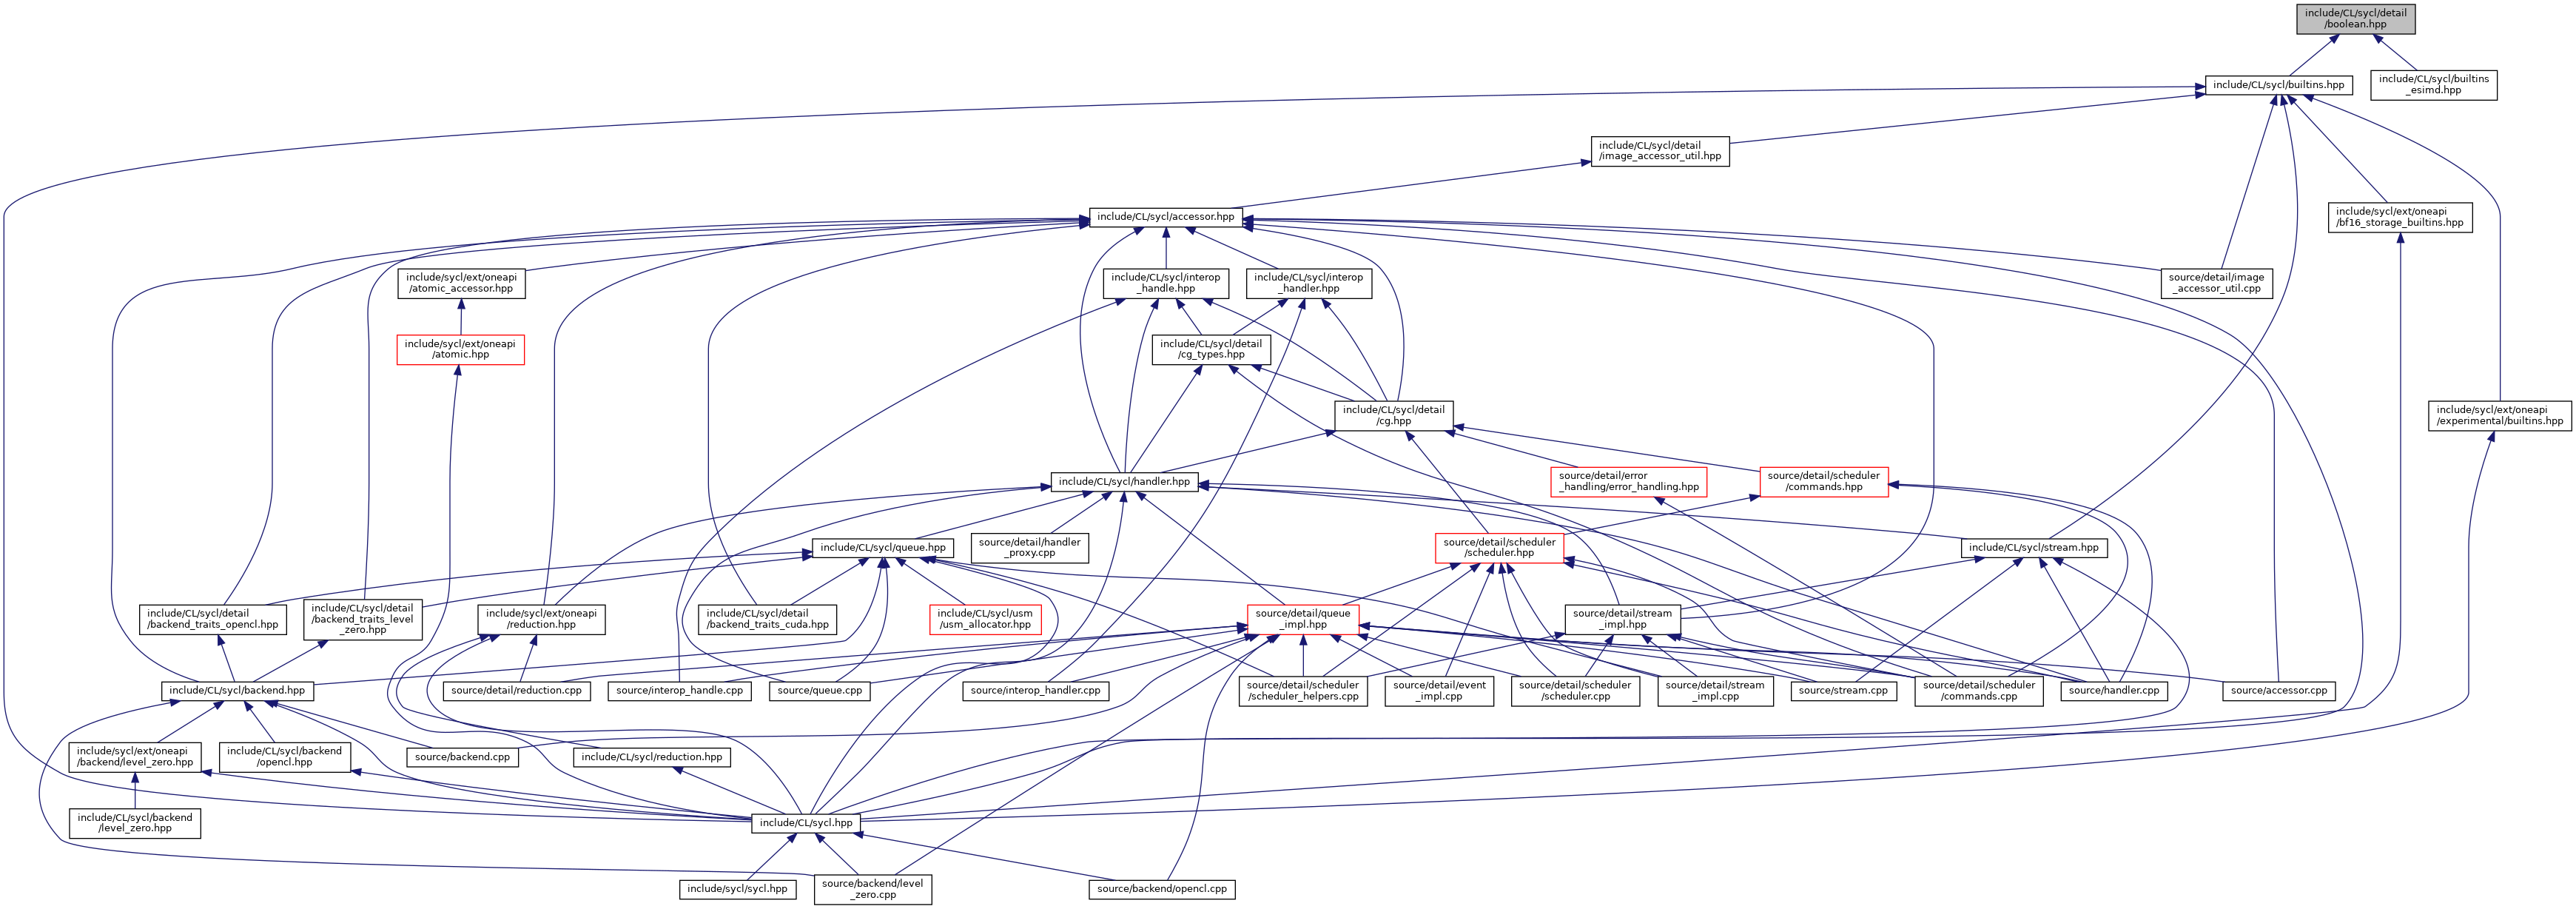 include/CL/sycl/detail
/boolean.hpp
include/CL/sycl/builtins.hpp
include/CL/sycl/builtins
_esimd.hpp
include/CL/sycl/detail
/image_accessor_util.hpp
include/CL/sycl/accessor.hpp
include/sycl/ext/oneapi
/bf16_storage_builtins.hpp
include/sycl/ext/oneapi
/atomic_accessor.hpp
include/CL/sycl/interop
_handle.hpp
include/CL/sycl/interop
_handler.hpp
source/detail/image
_accessor_util.cpp
include/sycl/ext/oneapi
/atomic.hpp
include/CL/sycl/detail
/cg_types.hpp
include/CL/sycl/detail
/cg.hpp
include/sycl/ext/oneapi
/experimental/builtins.hpp
include/CL/sycl/handler.hpp
source/detail/error
_handling/error_handling.hpp
source/detail/scheduler
/commands.hpp
include/CL/sycl/queue.hpp
source/detail/handler
_proxy.cpp
source/detail/scheduler
/scheduler.hpp
include/CL/sycl/stream.hpp
include/CL/sycl/detail
/backend_traits_opencl.hpp
include/CL/sycl/detail
/backend_traits_level
_zero.hpp
include/sycl/ext/oneapi
/reduction.hpp
include/CL/sycl/detail
/backend_traits_cuda.hpp
include/CL/sycl/usm
/usm_allocator.hpp
source/detail/queue
_impl.hpp
source/detail/stream
_impl.hpp
include/CL/sycl/backend.hpp
source/detail/reduction.cpp
source/interop_handle.cpp
source/queue.cpp
source/interop_handler.cpp
source/detail/scheduler
/scheduler_helpers.cpp
source/detail/event
_impl.cpp
source/detail/scheduler
/scheduler.cpp
source/detail/stream
_impl.cpp
source/stream.cpp
source/detail/scheduler
/commands.cpp
source/handler.cpp
source/accessor.cpp
include/sycl/ext/oneapi
/backend/level_zero.hpp
include/CL/sycl/backend
/opencl.hpp
source/backend.cpp
include/CL/sycl/reduction.hpp
include/CL/sycl/backend
/level_zero.hpp
include/CL/sycl.hpp
include/sycl/sycl.hpp
source/backend/level
_zero.cpp
source/backend/opencl.cpp